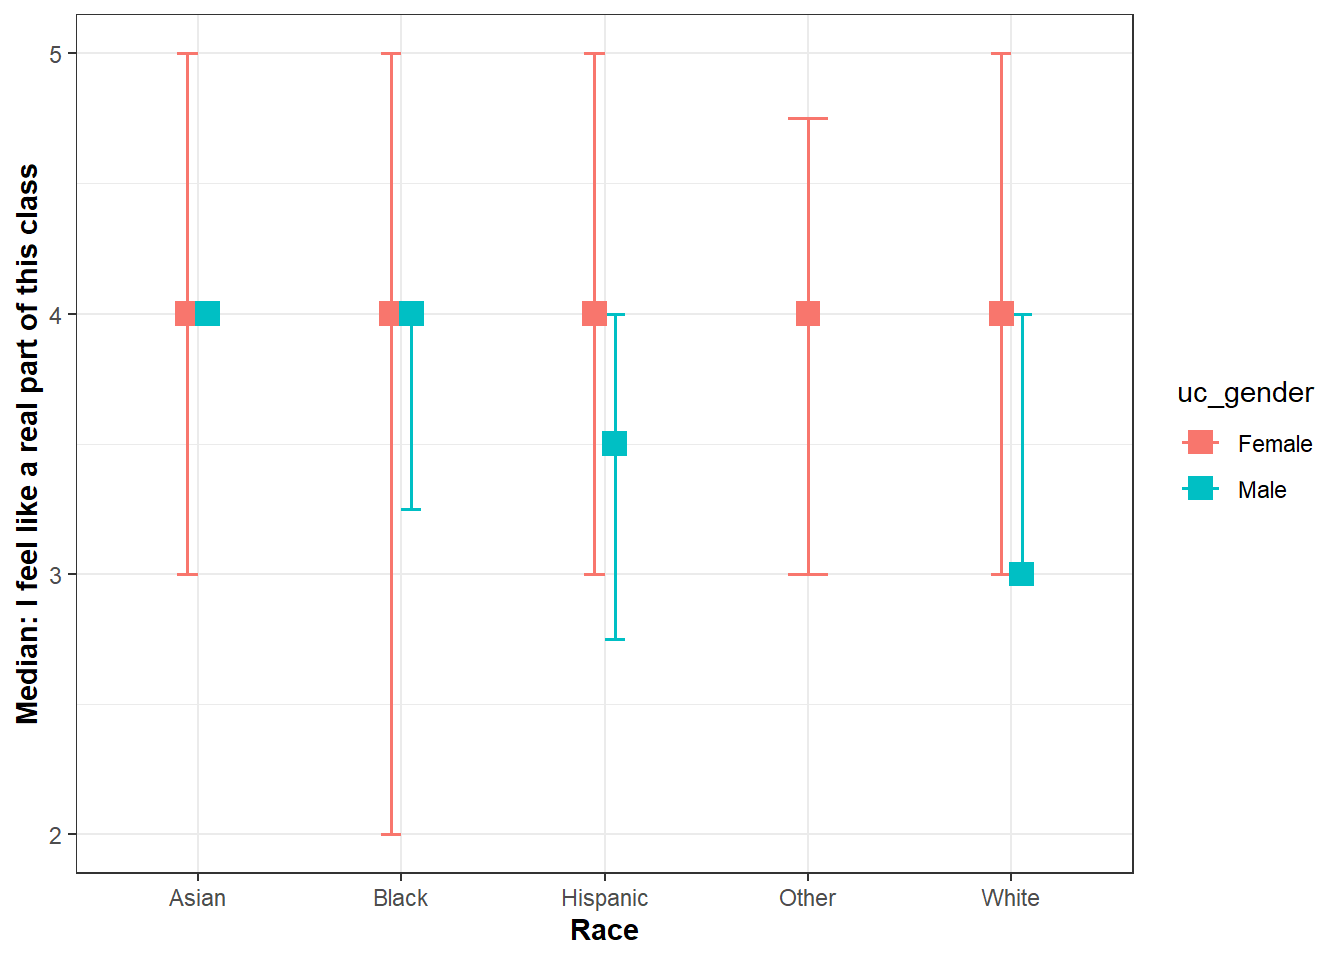 Median: I feel like a real part of this class
5
4
3
2
Asian
Black
Hispanic
Other
White
Race
uc_gender
Female
Male